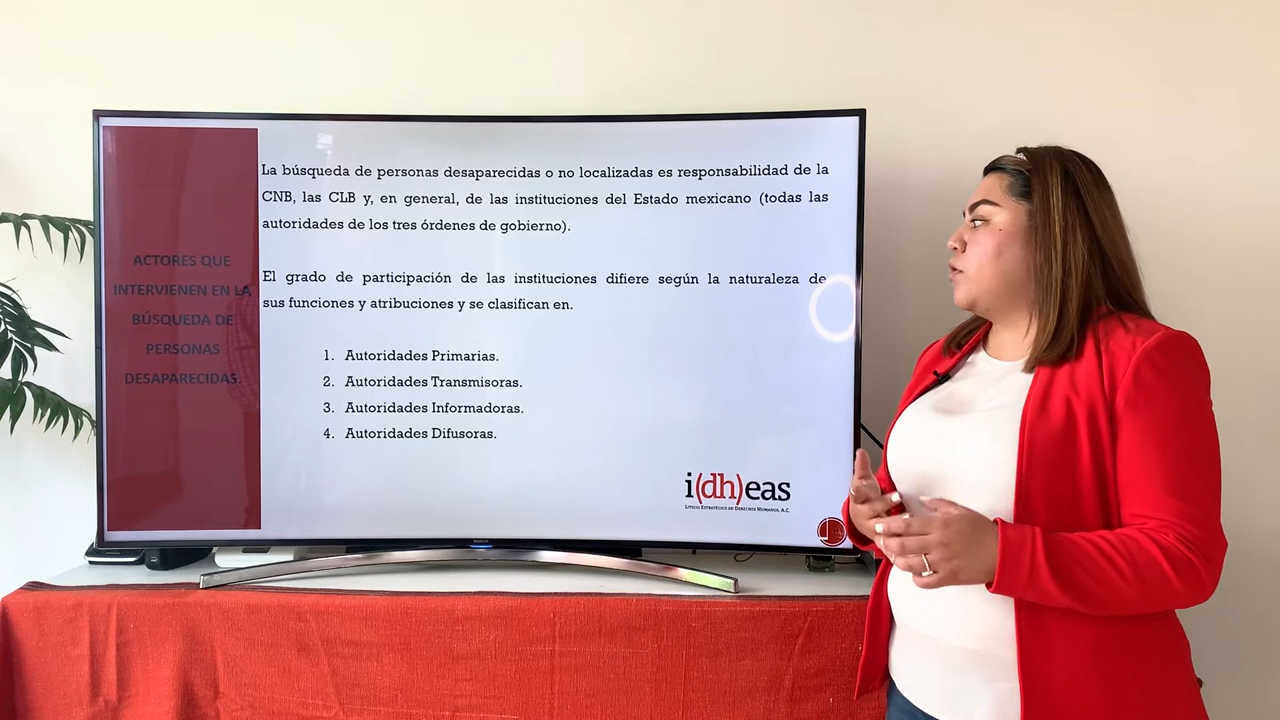 ACTORES QUE
INTERVIENEN EN LA
BÚSQUEDA DE
PERSONAS
DESAPARECIDAS.
La búsqueda de personas desaparecidas o no localizadas es responsabilidad de la
CNB, las CLB y, en general, de las instituciones del Estado mexicano (todas las
autoridades de los tres órdenes de gobierno).
El grado de participación de las instituciones difiere según la naturaleza de
sus funciones y atribuciones y se clasifican en.
1. Autoridades Primarias.
2. Autoridades Transmisoras.
3. Autoridades Informadoras.
4. Autoridades Difusoras.
i(dh)eas
Litigio Estratégico en Derechos Humanos, A.C
SAMSUNG